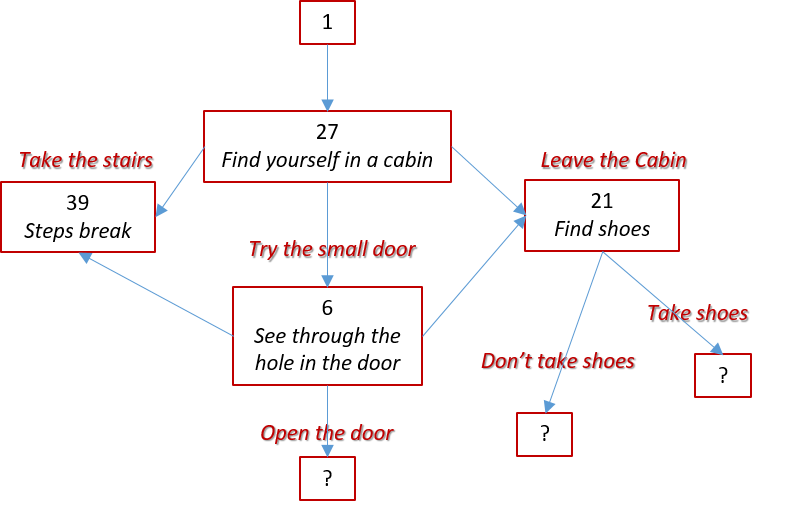 1
27
Find yourself in a cabin
Take the stairs
Leave the Cabin
39
Steps break
21
Find shoes
Try the small door
6
See through the
hole in the door
Take shoes
Don't take shoes
?
Open the door
?
?